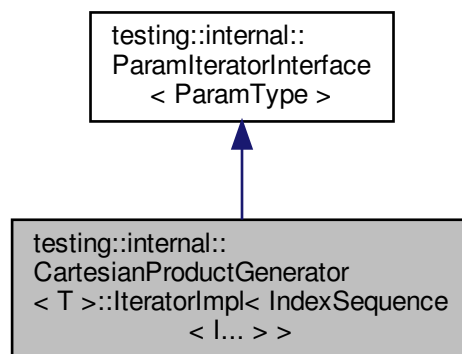 testing::internal::
ParamIteratorInterface
< ParamType >
testing::internal::
CartesianProductGenerator
< T >::IteratorImpl< IndexSequence
< I... > >